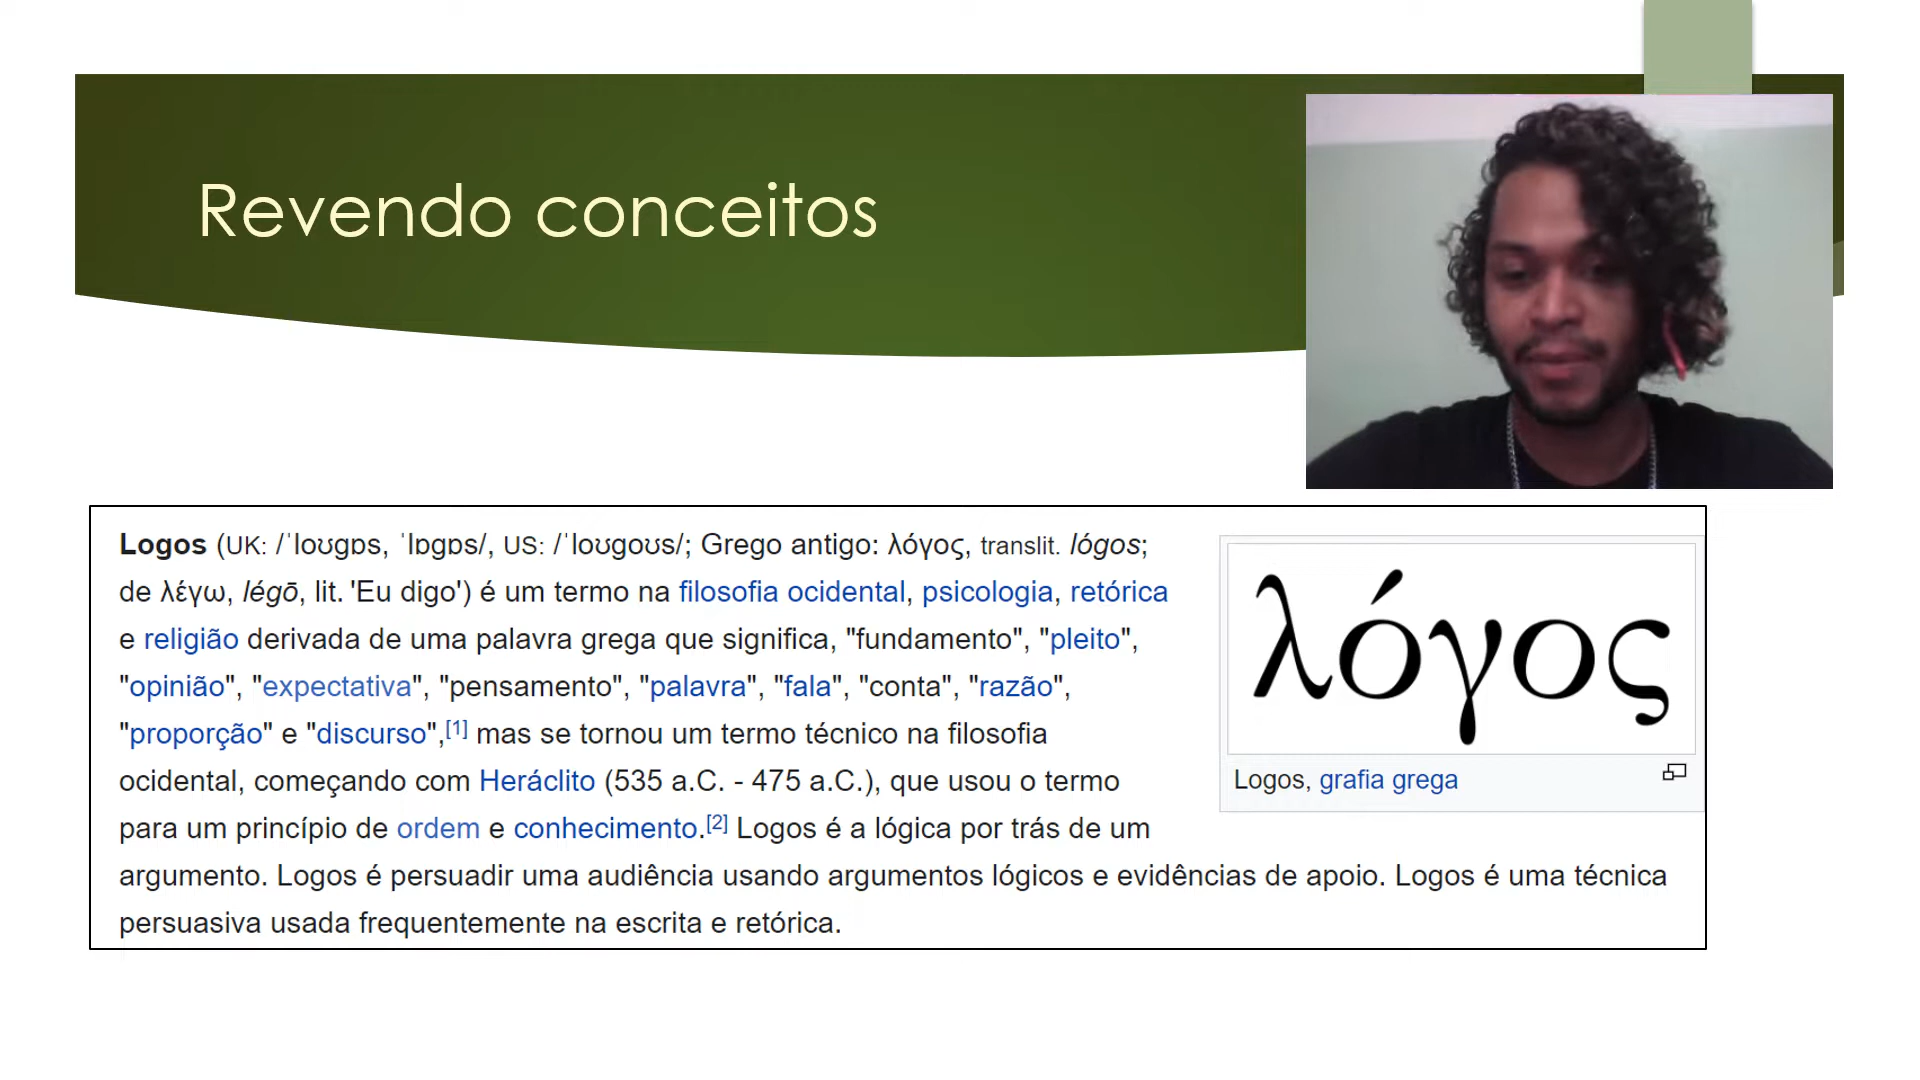 Revendo conceitos
Logos (UK: /ˈloʊɡɒs, ˈlɒɡɒs/, US: /ˈloʊɡoʊs/; Grego antigo: λόγος, translit. lógos;
de λέγω, légō, lit. 'Eu digo') é um termo na filosofia ocidental, psicologia, retórica
e religião derivada de uma palavra grega que significa, "fundamento", "pleito",
"opinião", "expectativa", "pensamento", "palavra", "fala", "conta", "razão",
"proporção" e "discurso",[1] mas se tornou um termo técnico na filosofia
ocidental, começando com Heráclito (535 a.C. - 475 a.C.), que usou o termo
para um princípio de ordem e conhecimento.[2] Logos é a lógica por trás de um
argumento. Logos é persuadir uma audiência usando argumentos lógicos e evidências de apoio. Logos é uma técnica
persuasiva usada frequentemente na escrita e retórica.
λόγος
Logos, grafia grega